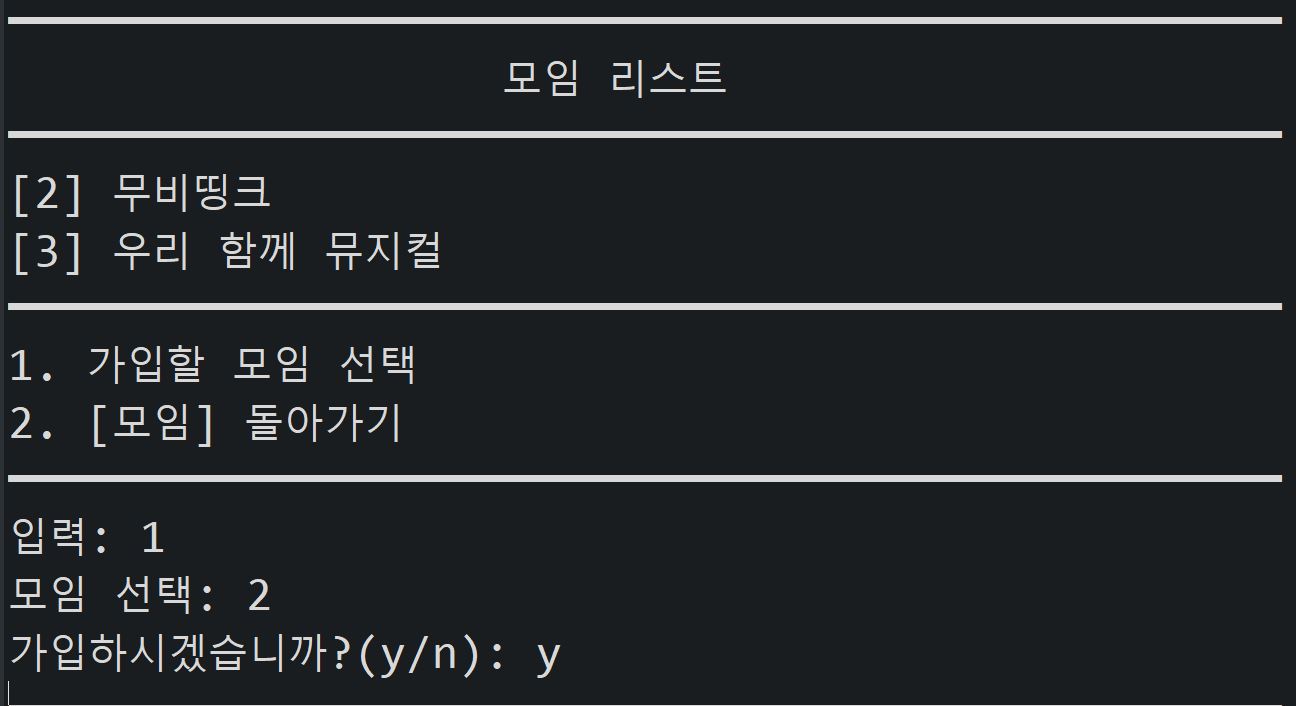 모임 리스트
[2] 무비띵크
[3] 우리 함께 뮤지컬
1. 가입할 모임 선택
2. [모임] 돌아가기
입력: 1
모임 선택: 2
가입하시겠습니까?(y/n): y